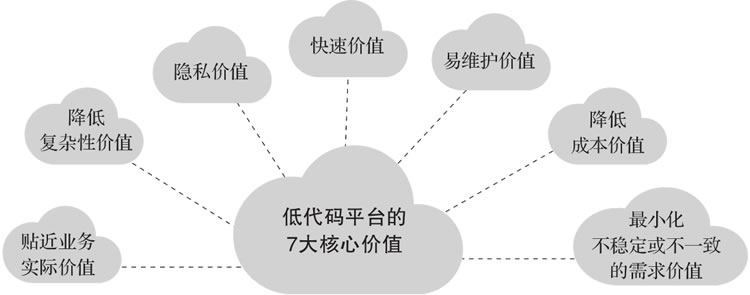 快速价值
隐私价值
易维护价值
降低
复杂性价值
降低
成本价值
低代码平台的
7大核心价值
贴近业务
实际价值
最小化
不稳定或不一致
的需求价值